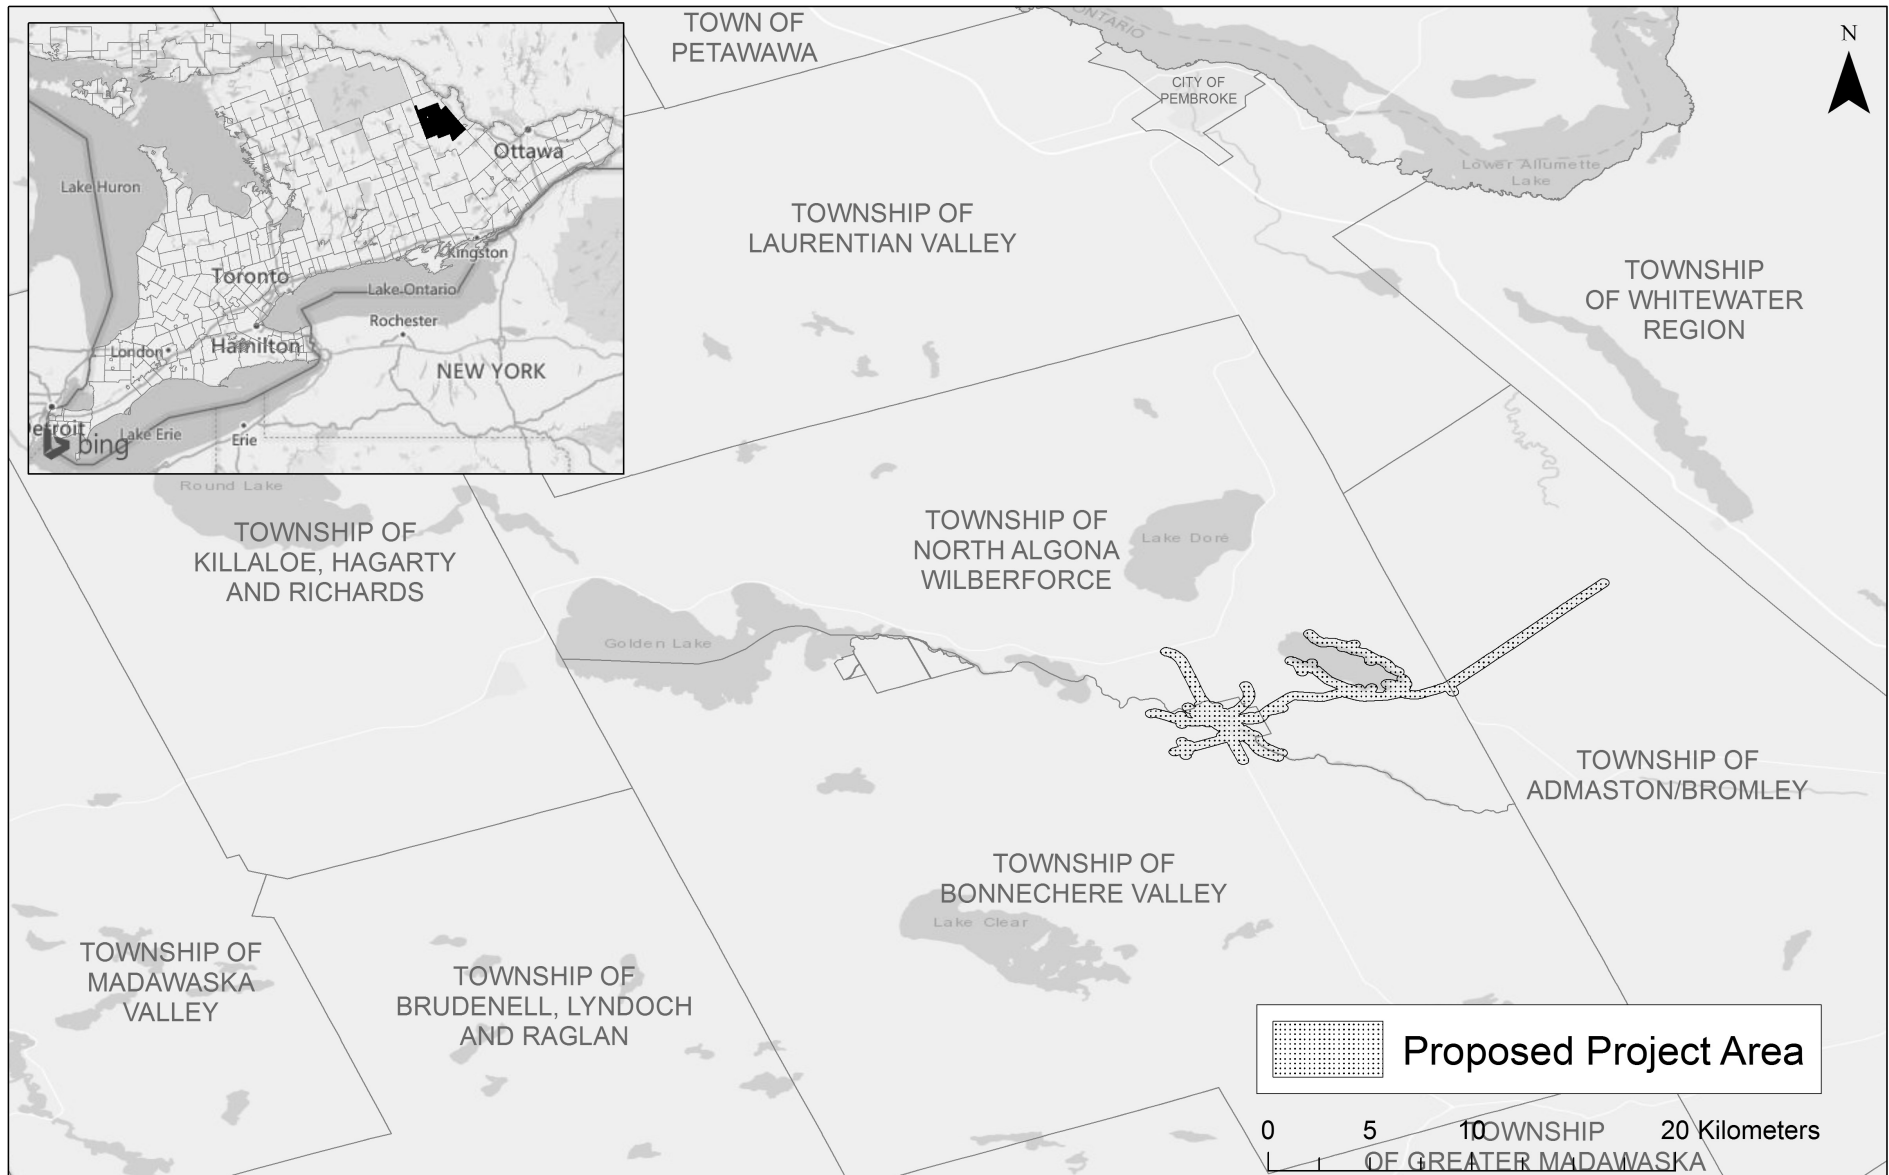 TOWN OF
PETAWAWA
ONTARIO
N
CITY OF
PEMBROKE
Lower Allumette
Lake
Ottawa
Lake Huron
Kingston
Toronto
Lake Ontario
Rochester
Hamilton
London
NEW YORK
Detroit
bing
Lake Erie
Erie
TOWNSHIP OF
LAURENTIAN VALLEY
TOWNSHIP
OF WHITEWATER
REGION
Round Lake
TOWNSHIP OF
KILLALOE, HAGARTY
AND RICHARDS
TOWNSHIP OF
NORTH ALGONA
WILBERFORCE
Lake Doré
Golden Lake
TOWNSHIP OF
ADMASTON/BROMLEY
TOWNSHIP OF
BONNECHERE VALLEY
Lake Clear
TOWNSHIP OF
MADAWASKA
VALLEY
TOWNSHIP OF
BRUDENELL, LYNDOCH
AND RAGLAN
Proposed Project Area
0 5 10 20 Kilometers
TOWNSHIP
OF GREATER MADAWASKA